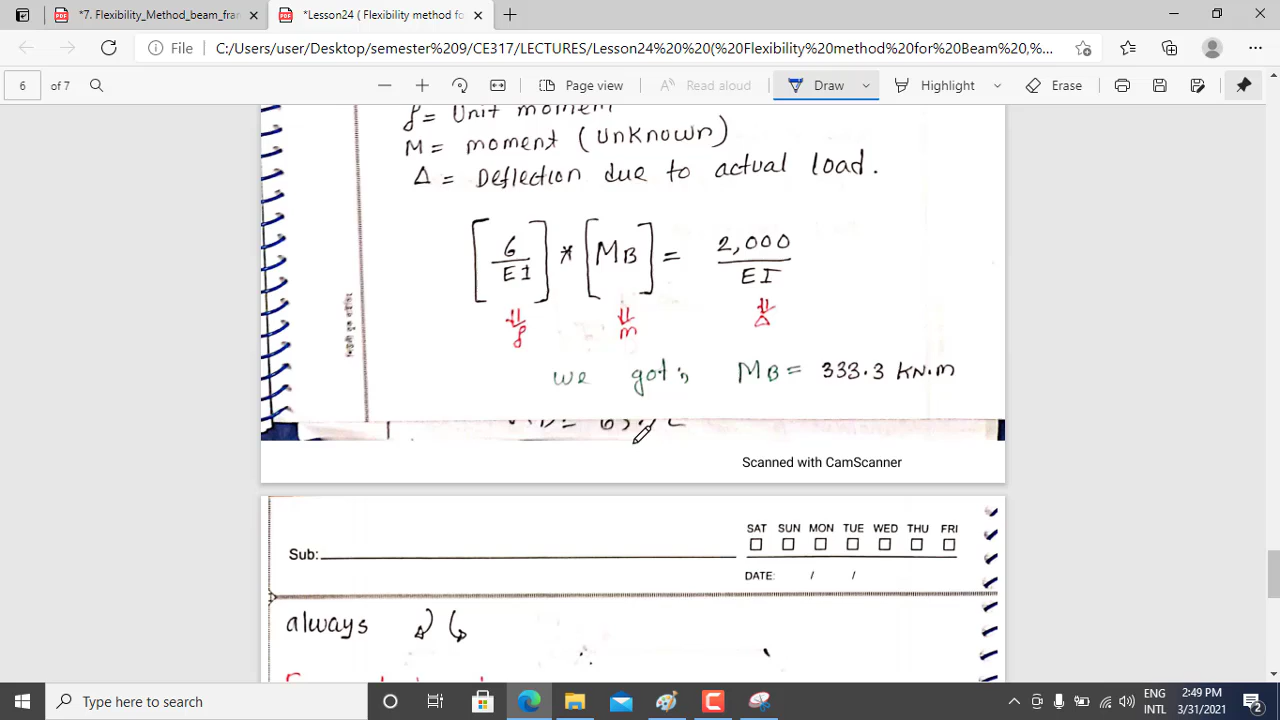 *7. Flexibility_Method_beam_fran
*Lesson24 ( Flexibility method fo
File
C:/Users/user/Desktop/semester%209/CE317/LECTURES/Lesson24%20%20(%20Flexibility%20method%20for%20Beam%20,%...
6 of 7
Page view
Read aloud
Draw
Highlight
Erase
f = Unit moment
M = moment (Unknown)
Δ = Deflection due to actual load.
[6/EI] * [MB] = 2,000/EI
f m Δ
we got, MB = 333.3 KN.m
Scanned with CamScanner
SAT SUN MON TUE WED THU FRI
Sub:
DATE: / /
always
Type here to search
ENG
INTL
2:49 PM
3/31/2021
2